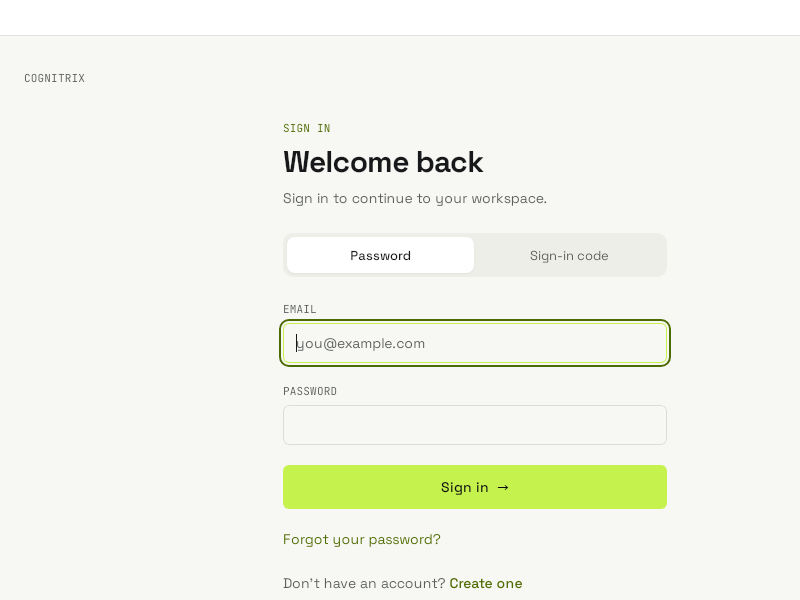 COGNITRIX
SIGN IN
Welcome back
Sign in to continue to your workspace.
Password
Sign-in code
EMAIL
you@example.com
PASSWORD
Sign in →
Forgot your password?
Don't have an account? Create one